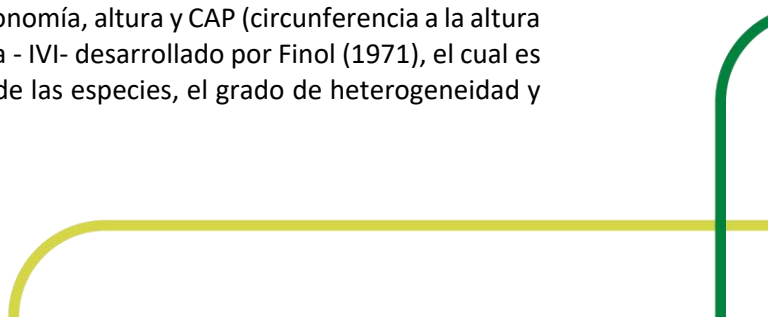 onomía, altura y CAP (circunferencia a la altura
a - IVI- desarrollado por Finol (1971), el cual es
de las especies, el grado de heterogeneidad y